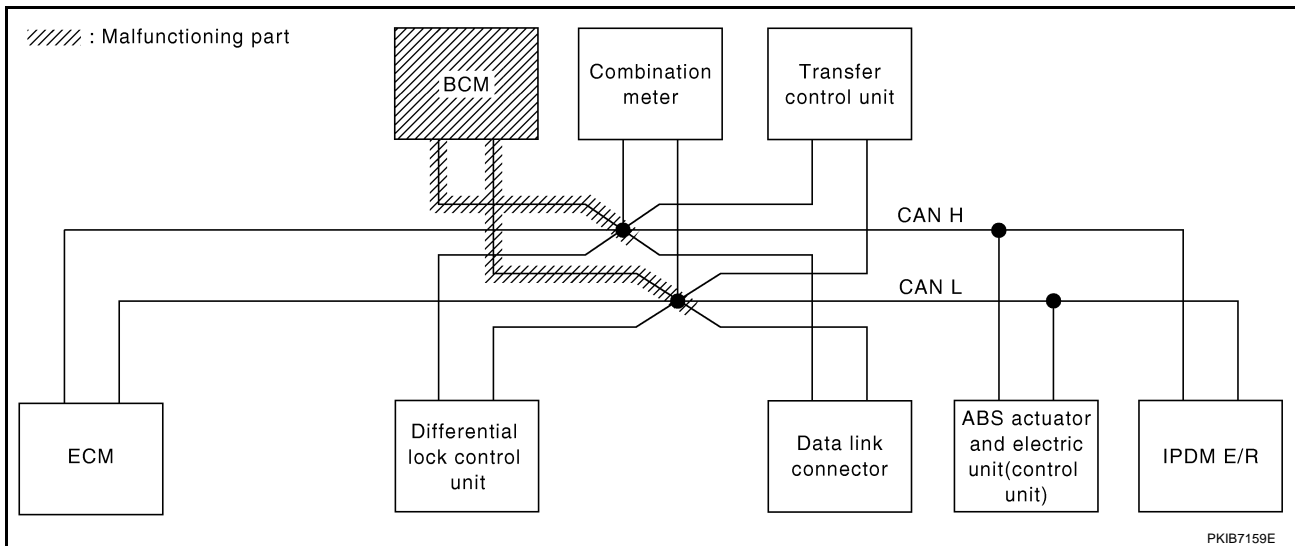 : Malfunctioning part
BCM
Combination
meter
Transfer
control unit
CAN H
CAN L
ECM
Differential
lock control
unit
Data link
connector
ABS actuator
and electric
unit(control
unit)
IPDM E/R
PKIB7159E